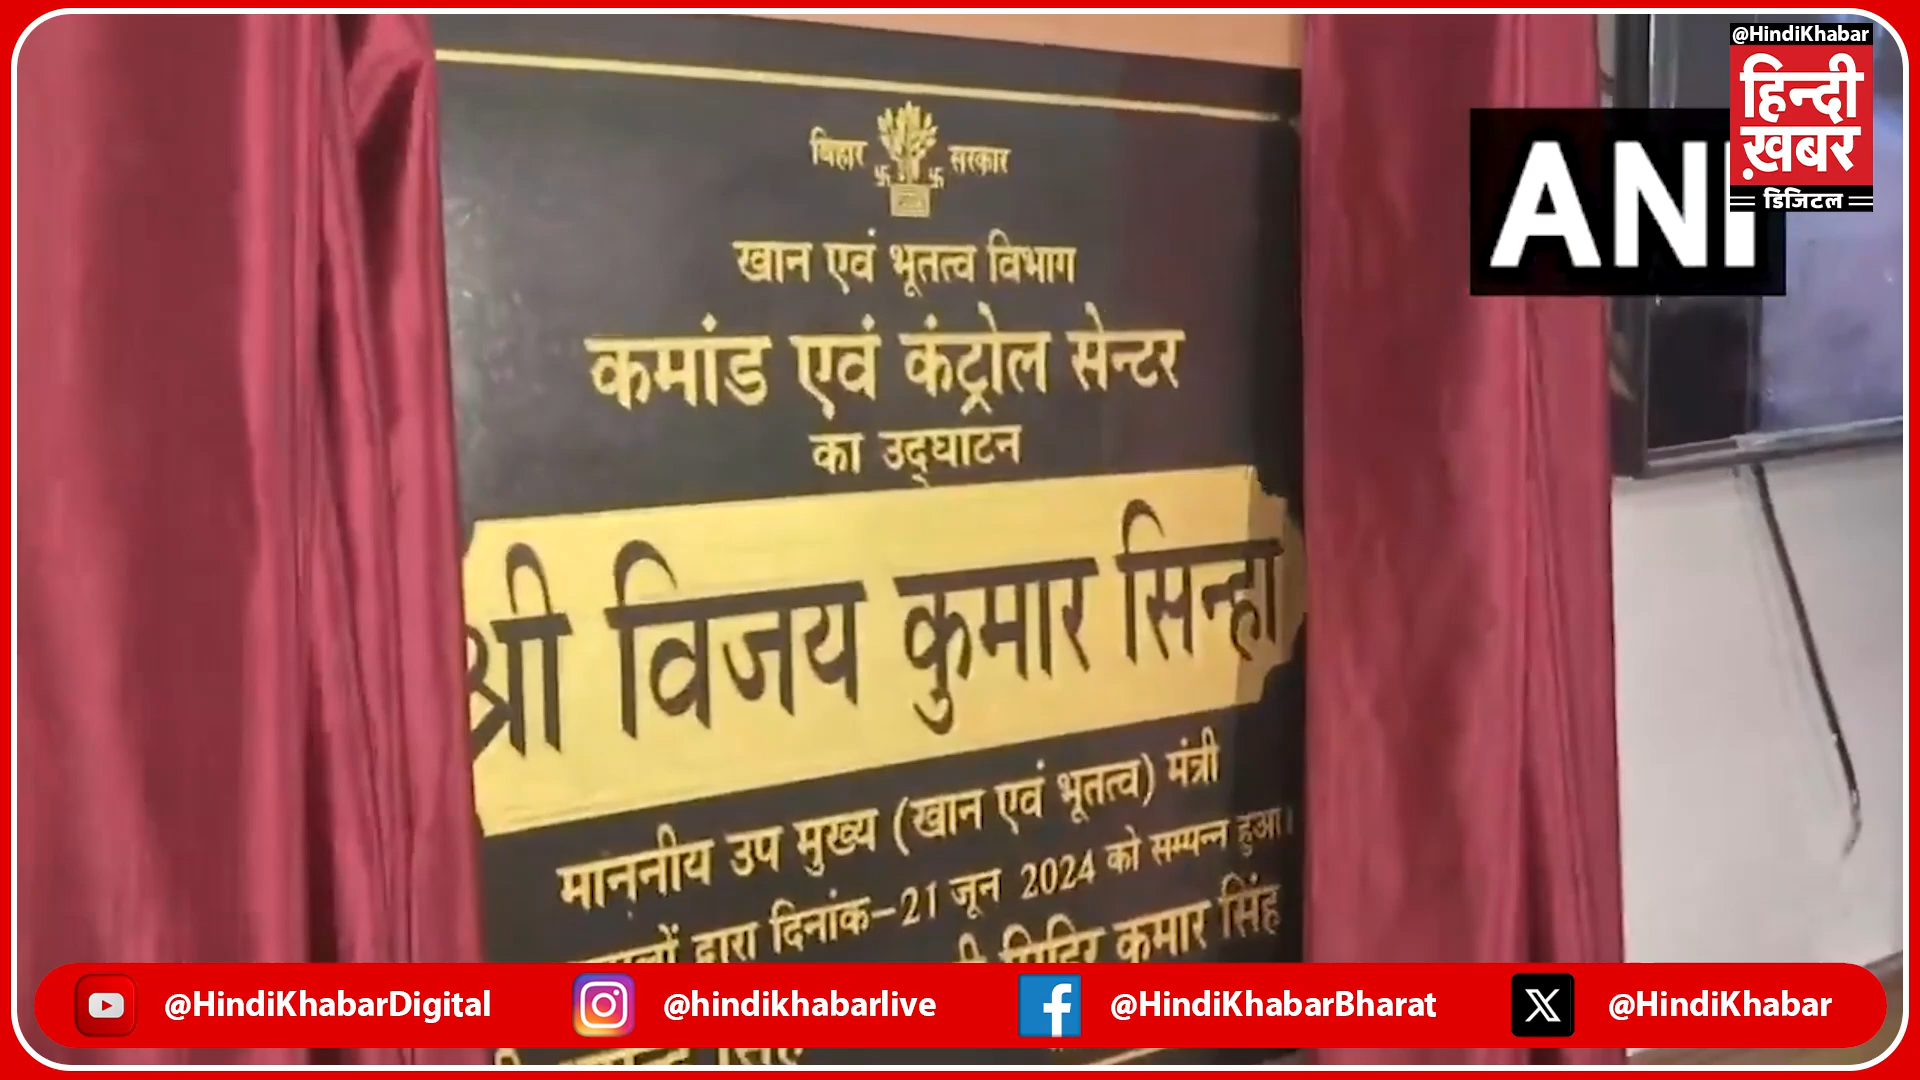 @HindiKhabar
हिन्दी
ख़बर
डिजिटल
ANI
बिहार सरकार
खान एवं भूतत्व विभाग
कमांड एवं कंट्रोल सेन्टर
का उद्घाटन
श्री विजय कुमार सिन्हा
माननीय उप मुख्य (खान एवं भूतत्व) मंत्री
द्वारा दिनांक-21 जून 2024 को सम्पन्न हुआ।
मिहिर कुमार सिंह
@HindiKhabarDigital @hindikhabarlive @HindiKhabarBharat @HindiKhabar